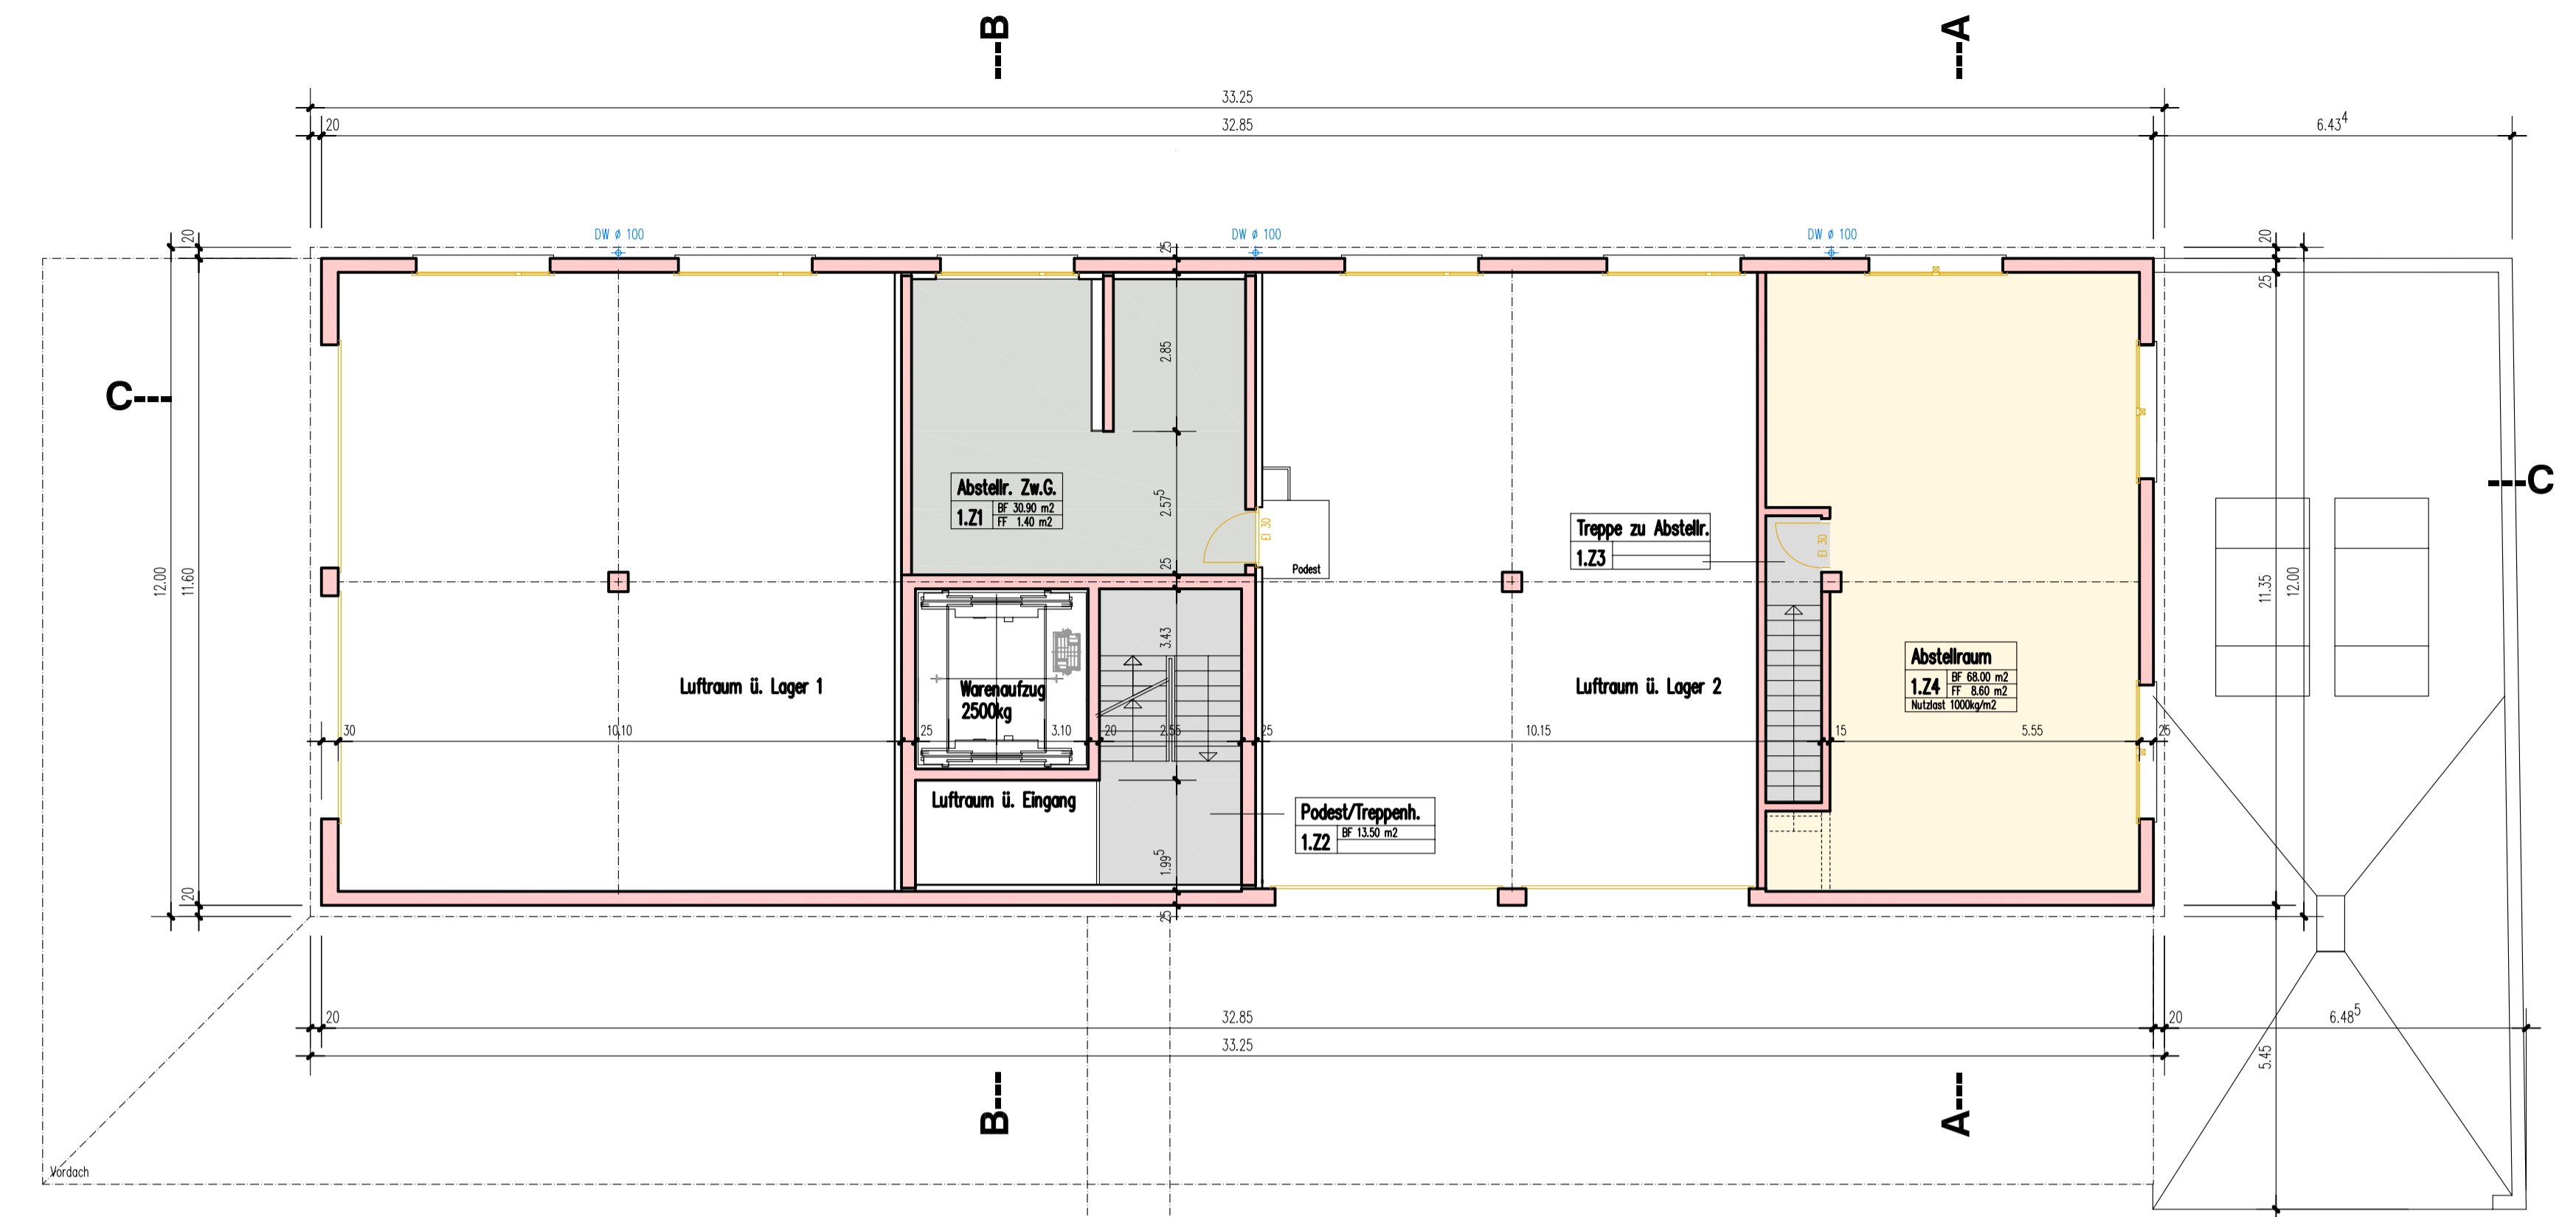 ---B
---A
33.25
20
32.85
6.43⁴
DW ø 100
DW ø 100
DW ø 100
20
25
20
25
C---
---C
2.85
Abstellr. Zw.G.
1.Z1
BF 30.90 m2
FF 1.40 m2
2.57⁵
EI 30
Podest
Treppe zu Abstellr.
1.Z3
EI 30
12.00
11.60
25
11.35
12.00
3.43
Luftraum ü. Lager 1
Warenaufzug
2500kg
Luftraum ü. Lager 2
Abstellraum
1.Z4
BF 68.00 m2
FF 8.60 m2
Nutzlast 1000kg/m2
30
10.10
25
3.10
20
2.55
25
10.15
15
5.55
25
Luftraum ü. Eingang
Podest/Treppenh.
1.Z2
BF 13.50 m2
1.99⁵
20
25
20
32.85
20
6.48⁵
33.25
5.45
B---
A---
Vordach